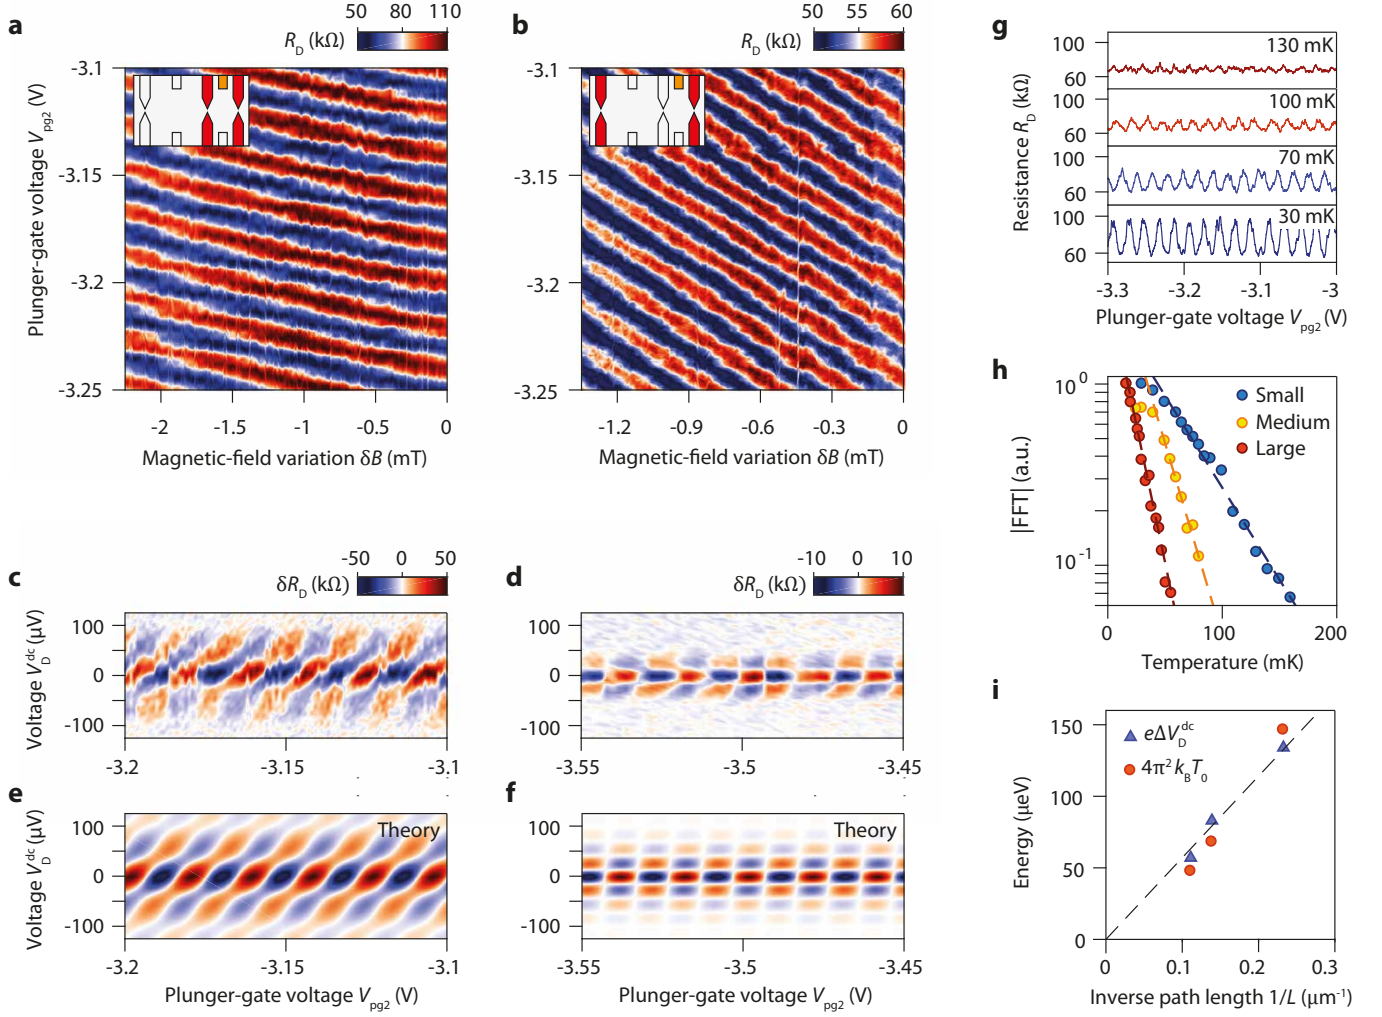 a
50 80 110
R_D (kΩ)
Plunger-gate voltage V_pg2 (V)
-3.1
-3.15
-3.2
-3.25
-2 -1.5 -1 -0.5 0
Magnetic-field variation δB (mT)
b
50 55 60
R_D (kΩ)
-3.1
-3.15
-3.2
-3.25
-1.2 -0.9 -0.6 -0.3 0
Magnetic-field variation δB (mT)
c
-50 0 50
δR_D (kΩ)
Voltage V_D^dc (μV)
100
0
-100
-3.2 -3.15 -3.1
d
-10 0 10
δR_D (kΩ)
100
0
-100
-3.55 -3.5 -3.45
e
Theory
Voltage V_D^dc (μV)
100
0
-100
-3.2 -3.15 -3.1
Plunger-gate voltage V_pg2 (V)
f
Theory
100
0
-100
-3.55 -3.5 -3.45
Plunger-gate voltage V_pg2 (V)
g
Resistance R_D (kΩ)
100
60
130 mK
100
60
100 mK
100
60
70 mK
100
60
30 mK
-3.3 -3.2 -3.1 -3
Plunger-gate voltage V_pg2 (V)
h
|FFT| (a.u.)
10^0
10^-1
Small
Medium
Large
0 100 200
Temperature (mK)
i
Energy (μeV)
150
100
50
0
eΔV_D^dc
4π²k_BT_0
0 0.1 0.2 0.3
Inverse path length 1/L (μm⁻¹)